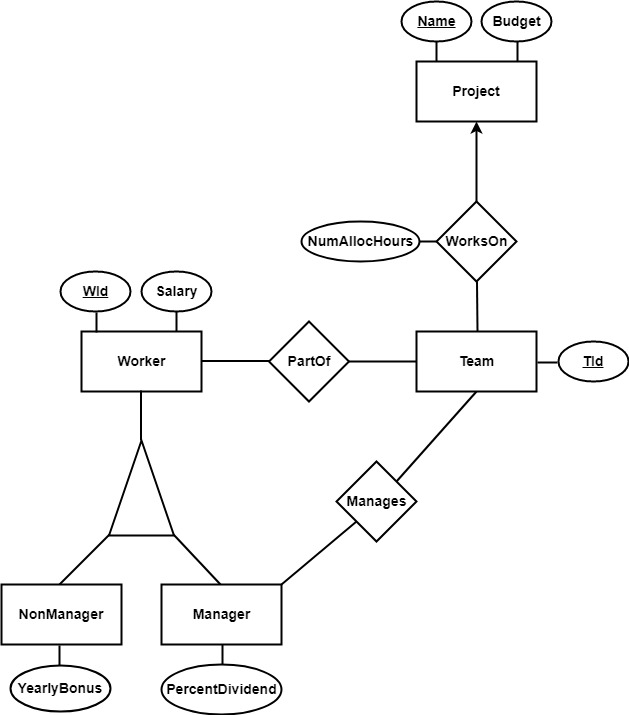 Name
Budget
Project
NumAllocHours
WorksOn
WId
Salary
Worker
PartOf
Team
TId
Manages
NonManager
Manager
YearlyBonus
PercentDividend